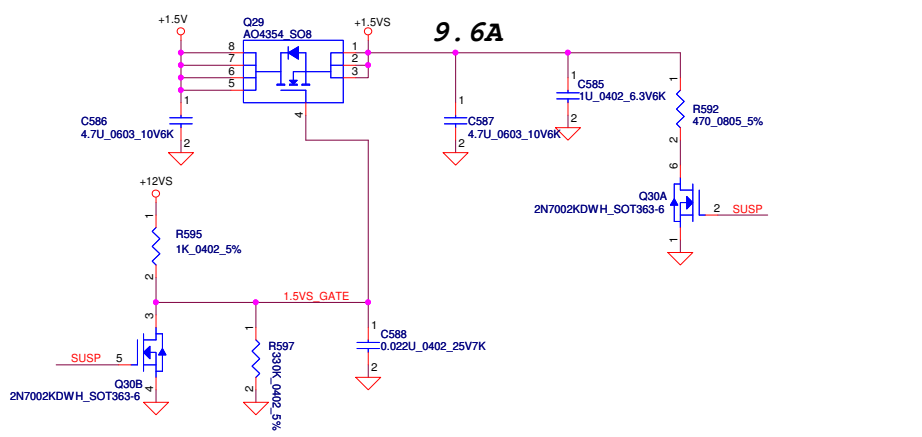 +1.5V
Q29
AO4354_SO8
+1.5VS
9.6A
8
7
6
5
1
2
3
4
1
C586
4.7U_0603_10V6K
2
1
C587
4.7U_0603_10V6K
2
1
C585
1U_0402_6.3V6K
2
1
R592
470_0805_5%
2
6
Q30A
2N7002KDWH_SOT363-6
2
SUSP
1
+12VS
1
R595
1K_0402_5%
2
1.5VS_GATE
3
SUSP
5
Q30B
4
2N7002KDWH_SOT363-6
1
R597
330K_0402_5%
2
1
C588
0.022U_0402_25V7K
2